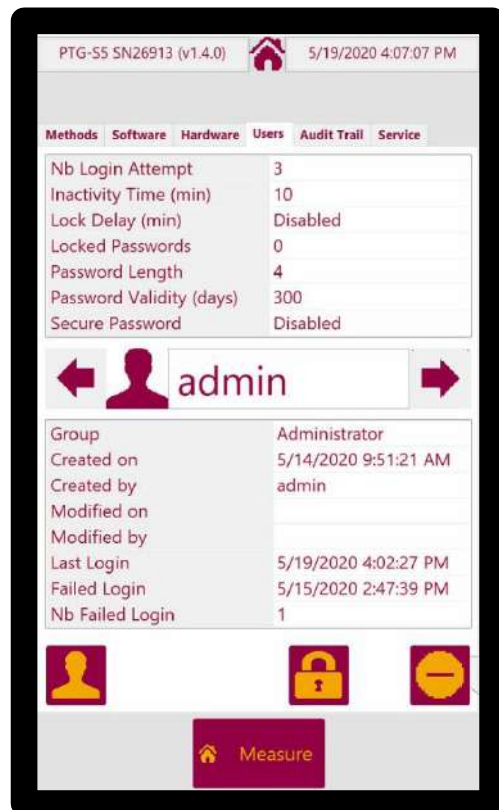 PTG-S5 SN26913 (v1.4.0) 5/19/2020 4:07:07 PM
Methods Software Hardware Users Audit Trail Service
Nb Login Attempt 3
Inactivity Time (min) 10
Lock Delay (min) Disabled
Locked Passwords 0
Password Length 4
Password Validity (days) 300
Secure Password Disabled
admin
Group Administrator
Created on 5/14/2020 9:51:21 AM
Created by admin
Modified on
Modified by
Last Login 5/19/2020 4:02:27 PM
Failed Login 5/15/2020 2:47:39 PM
Nb Failed Login 1
Measure